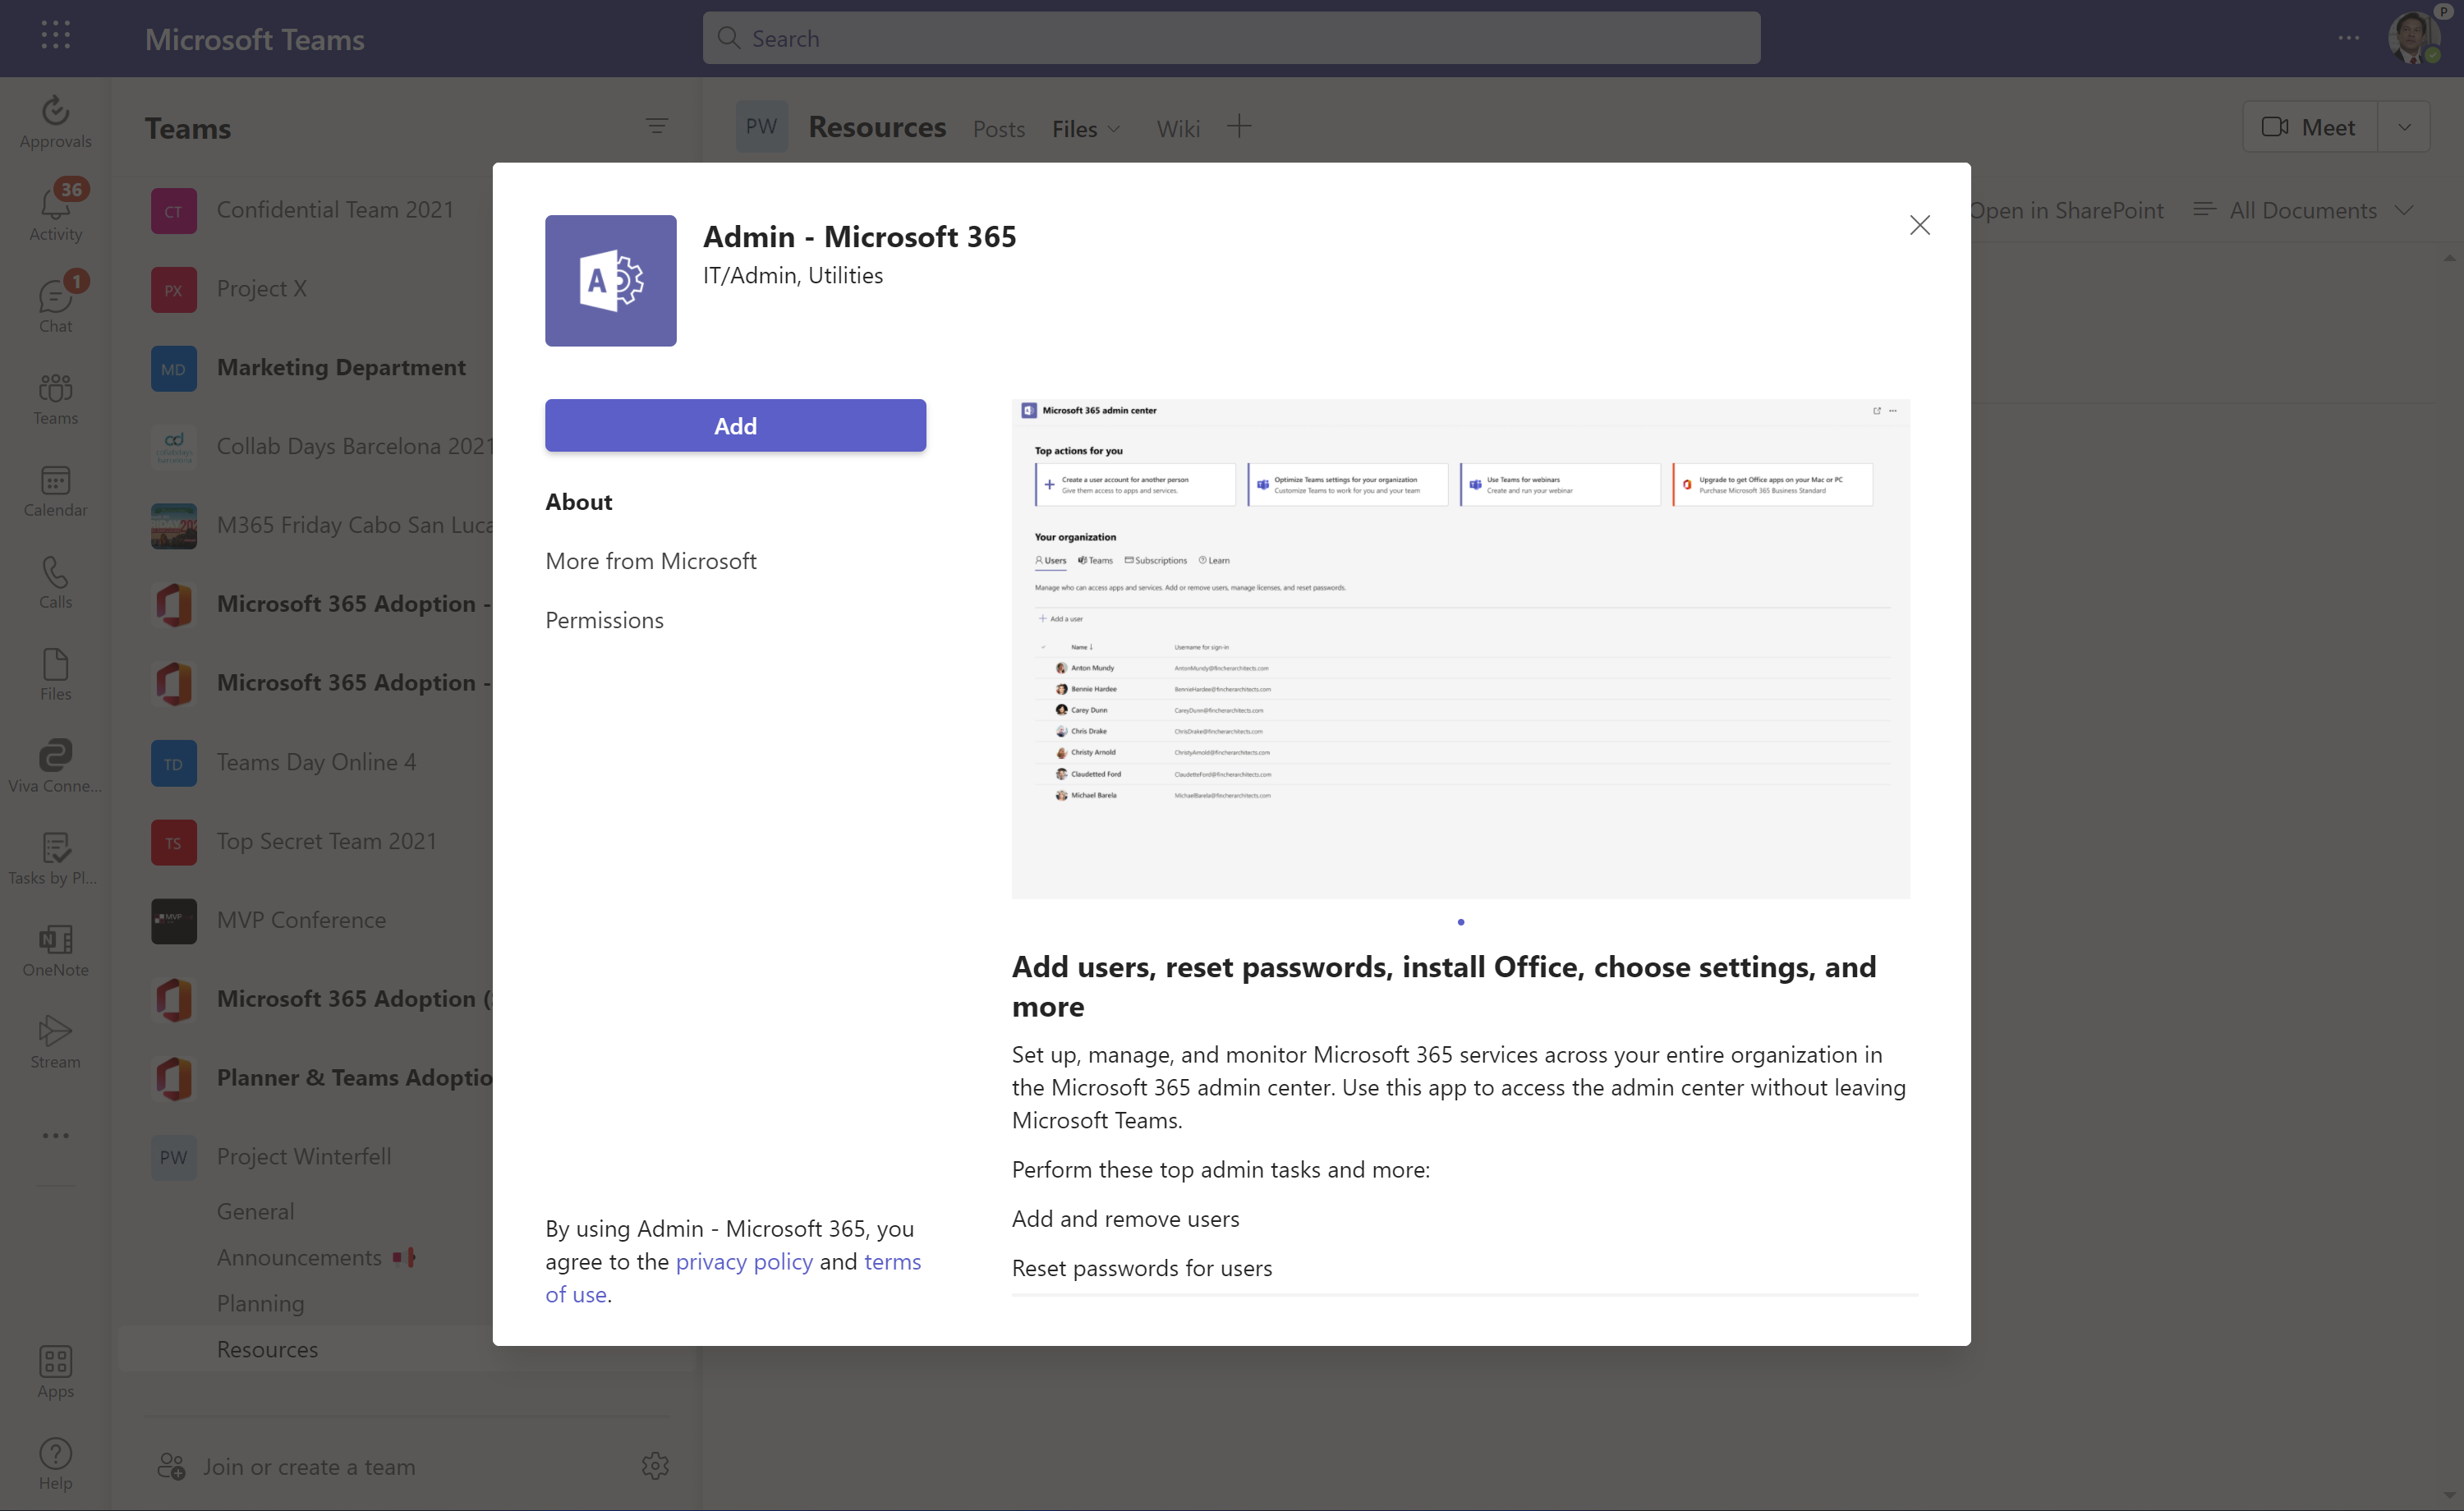 Microsoft Teams
Search
P
Approvals
36
Activity
1
Chat
Teams
Calendar
Calls
Files
Viva Conne...
Tasks by Pl...
OneNote
Stream
Apps
Help
Teams
CT Confidential Team 2021
PX Project X
MD Marketing Department
Collab Days Barcelona 2021
M365 Friday Cabo San Luca
Microsoft 365 Adoption -
Microsoft 365 Adoption -
TD Teams Day Online 4
TS Top Secret Team 2021
MVP Conference
Microsoft 365 Adoption (
Planner & Teams Adoptio
PW Project Winterfell
General
Announcements
Planning
Resources
Join or create a team
PW Resources Posts Files Wiki
Meet
Open in SharePoint All Documents
Admin - Microsoft 365
IT/Admin, Utilities
Add
About
More from Microsoft
Permissions
By using Admin - Microsoft 365, you
agree to the privacy policy and terms
of use.
Microsoft 365 admin center
Top actions for you
Create a user account for another person
Give them access to apps and services.
Optimize Teams settings for your organization
Customize Teams to work for you and your team
Use Teams for webinars
Create and run your webinar
Upgrade to get Office apps on your Mac or PC
Purchase Microsoft 365 Business Standard
Your organization
Users Teams Subscriptions Learn
Manage who can access apps and services. Add or remove users, manage licenses, and reset passwords.
Add a user
Name ↓ Username for sign-in
Anton Mundy AntonMundy@fincherarchitects.com
Bennie Hardee BennieHardee@fincherarchitects.com
Carey Dunn CareyDunn@fincherarchitects.com
Chris Drake ChrisDrake@fincherarchitects.com
Christy Arnold ChristyArnold@fincherarchitects.com
Claudetted Ford ClaudetteFord@fincherarchitects.com
Michael Barela MichaelBarela@fincherarchitects.com
Add users, reset passwords, install Office, choose settings, and
more
Set up, manage, and monitor Microsoft 365 services across your entire organization in
the Microsoft 365 admin center. Use this app to access the admin center without leaving
Microsoft Teams.
Perform these top admin tasks and more:
Add and remove users
Reset passwords for users